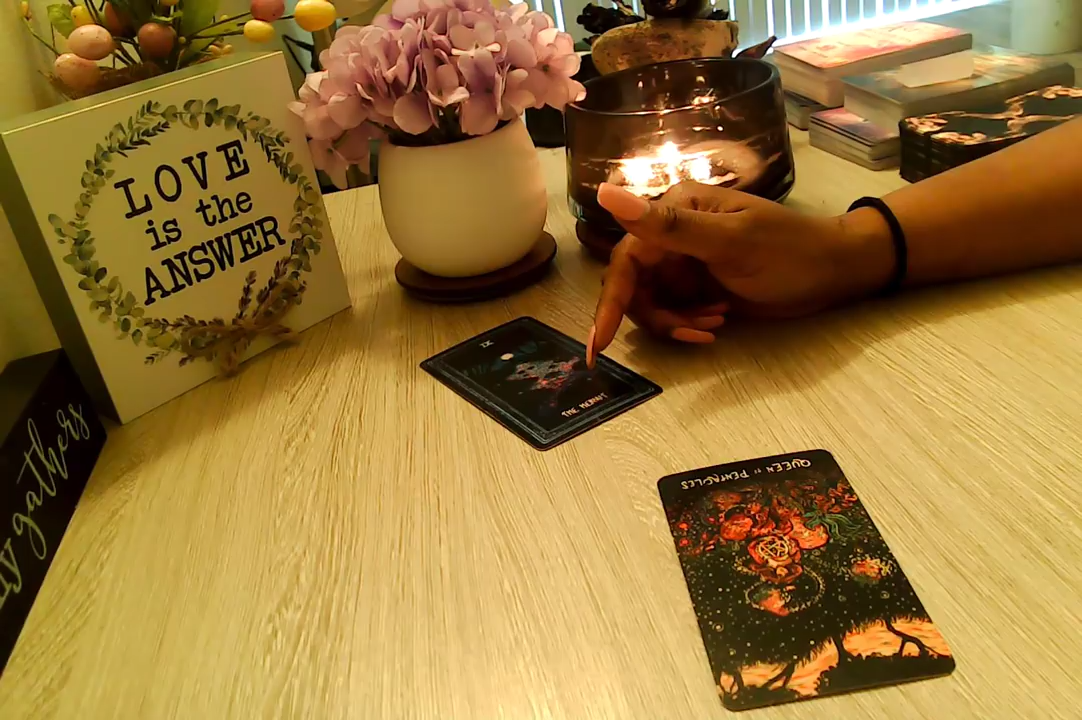 LOVE
is the
ANSWER
gathers
IX
THE HERMIT
QUEEN OF PENTACLES